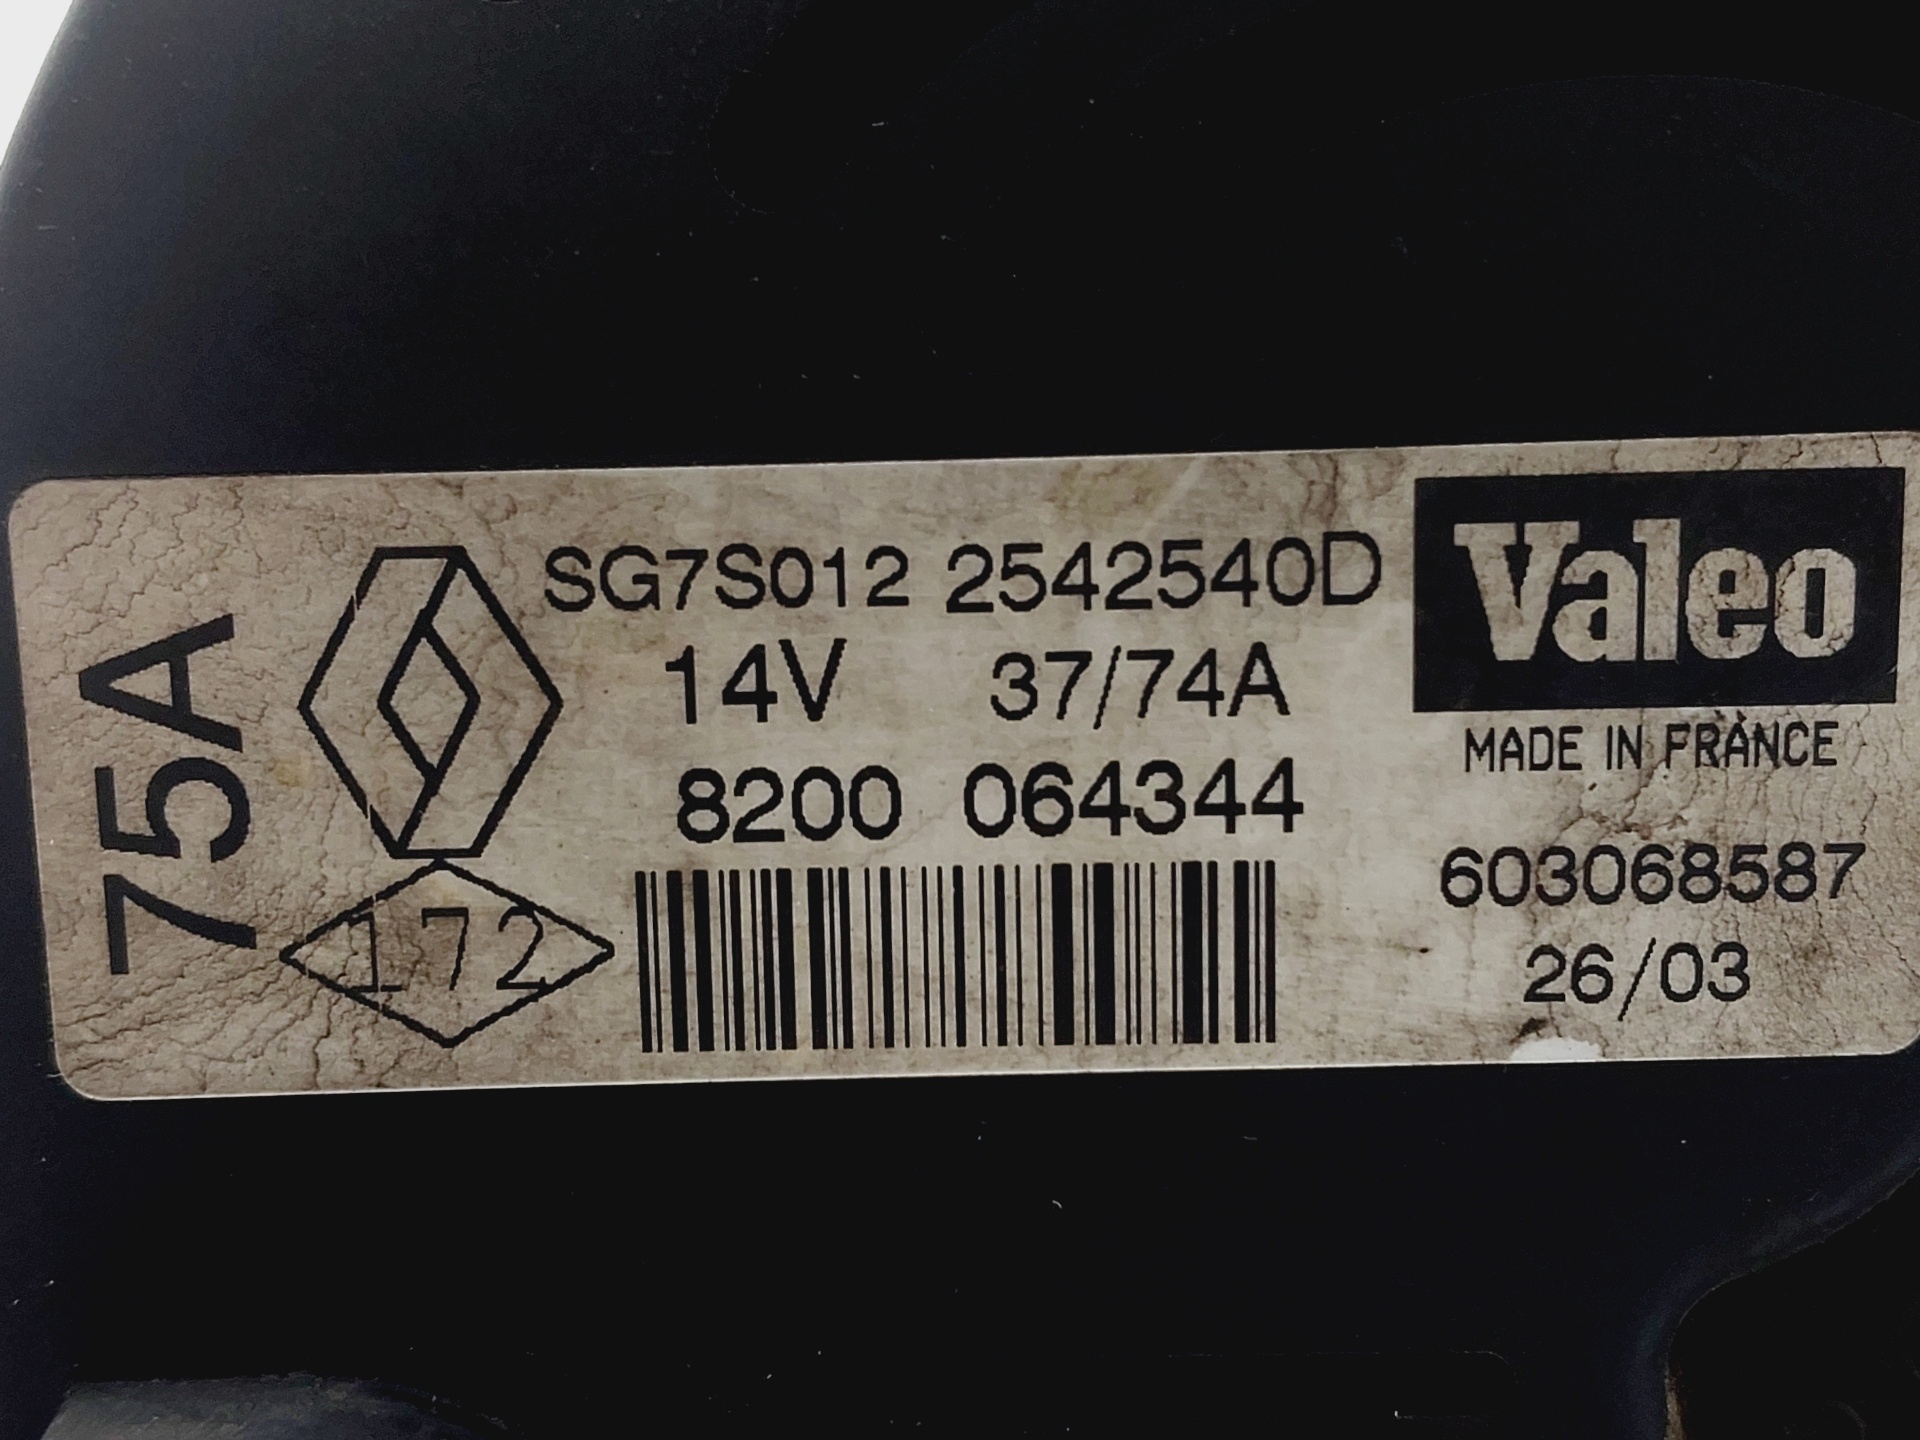 75A
SG7S012 2542540D
14V 37/74A
8200 064344
172
Valeo
MADE IN FRANCE
603068587
26/03